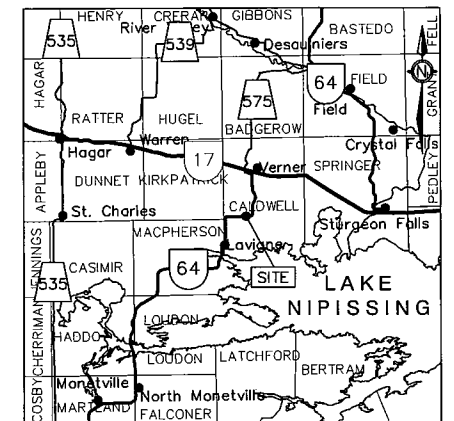 HENRY
CRERAR
GIBBONS
River
ey
535
539
Desaulniers
BASTEDO
FELL
64
FIELD
N
HAGAR
575
Field
GRANT
RATTER
HUGEL
BADGEROW
Crystal Falls
Warren
Hagar
17
Verner
SPRINGER
PEDLEY
APPLEBY
DUNNET
KIRKPATRICK
St. Charles
CALDWELL
Sturgeon Falls
MACPHERSON
Lavigne
JENNINGS
CASIMIR
64
SITE
LAKE
NIPISSING
535
CHERRIMAN
LOUDON
HADDO
LOUDON
LATCHFORD
BERTRAM
Monetville
North Monetville
COSBY
MARTLAND
FALCONER